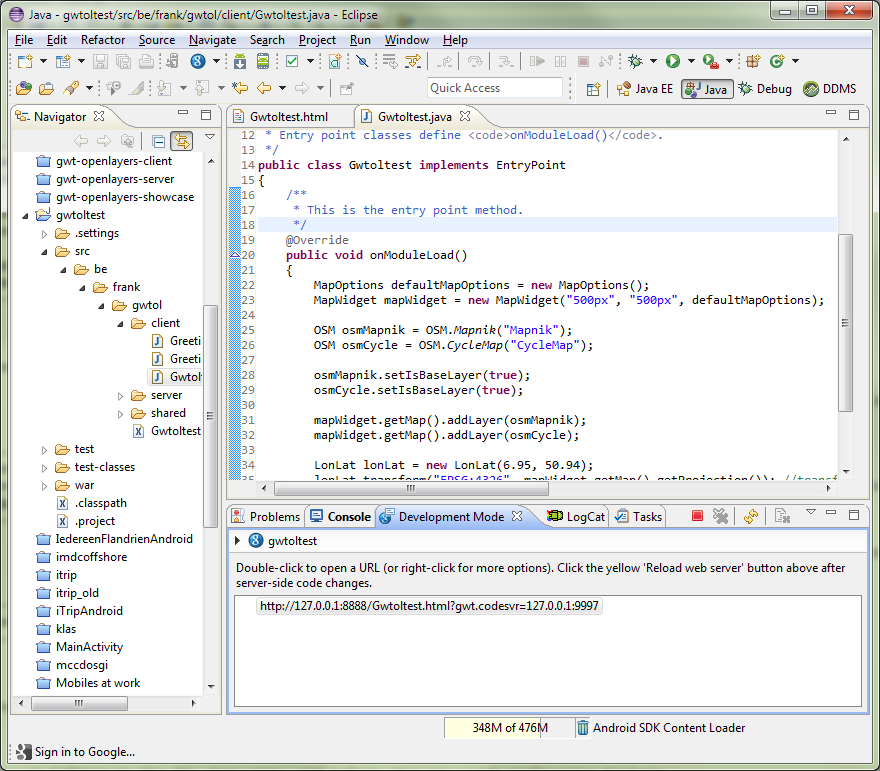 Java - gwtoltest/src/be/frank/gwtol/client/Gwtoltest.java - Eclipse
File Edit Refactor Source Navigate Search Project Run Window Help
Quick Access
Java EE Java Debug DDMS
Navigator
gwt-openlayers-client
gwt-openlayers-server
gwt-openlayers-showcase
gwtoltest
.settings
src
be
frank
gwtol
client
Greeti
Greeti
Gwtol
server
shared
Gwtoltest
test
test-classes
war
.classpath
.project
IedereenFlandrienAndroid
imdcoffshore
itrip
itrip_old
iTripAndroid
klas
MainActivity
mccdosgi
Mobiles at work
Gwtoltest.html Gwtoltest.java
12 * Entry point classes define <code>onModuleLoad()</code>.
13 */
14 public class Gwtoltest implements EntryPoint
15 {
16 /**
17 * This is the entry point method.
18 */
19 @Override
20 public void onModuleLoad()
21 {
22 MapOptions defaultMapOptions = new MapOptions();
23 MapWidget mapWidget = new MapWidget("500px", "500px", defaultMapOptions);
24
25 OSM osmMapnik = OSM.Mapnik("Mapnik");
26 OSM osmCycle = OSM.CycleMap("CycleMap");
27
28 osmMapnik.setIsBaseLayer(true);
29 osmCycle.setIsBaseLayer(true);
30
31 mapWidget.getMap().addLayer(osmMapnik);
32 mapWidget.getMap().addLayer(osmCycle);
33
34 LonLat lonLat = new LonLat(6.95, 50.94);
35 lonLat.transform("EPSG:4326", mapWidget.getMap().getProjection()); //transf
Problems Console Development Mode LogCat Tasks
gwtoltest
Double-click to open a URL (or right-click for more options). Click the yellow 'Reload web server' button above after
server-side code changes.
http://127.0.0.1:8888/Gwtoltest.html?gwt.codesvr=127.0.0.1:9997
348M of 476M Android SDK Content Loader
Sign in to Google...